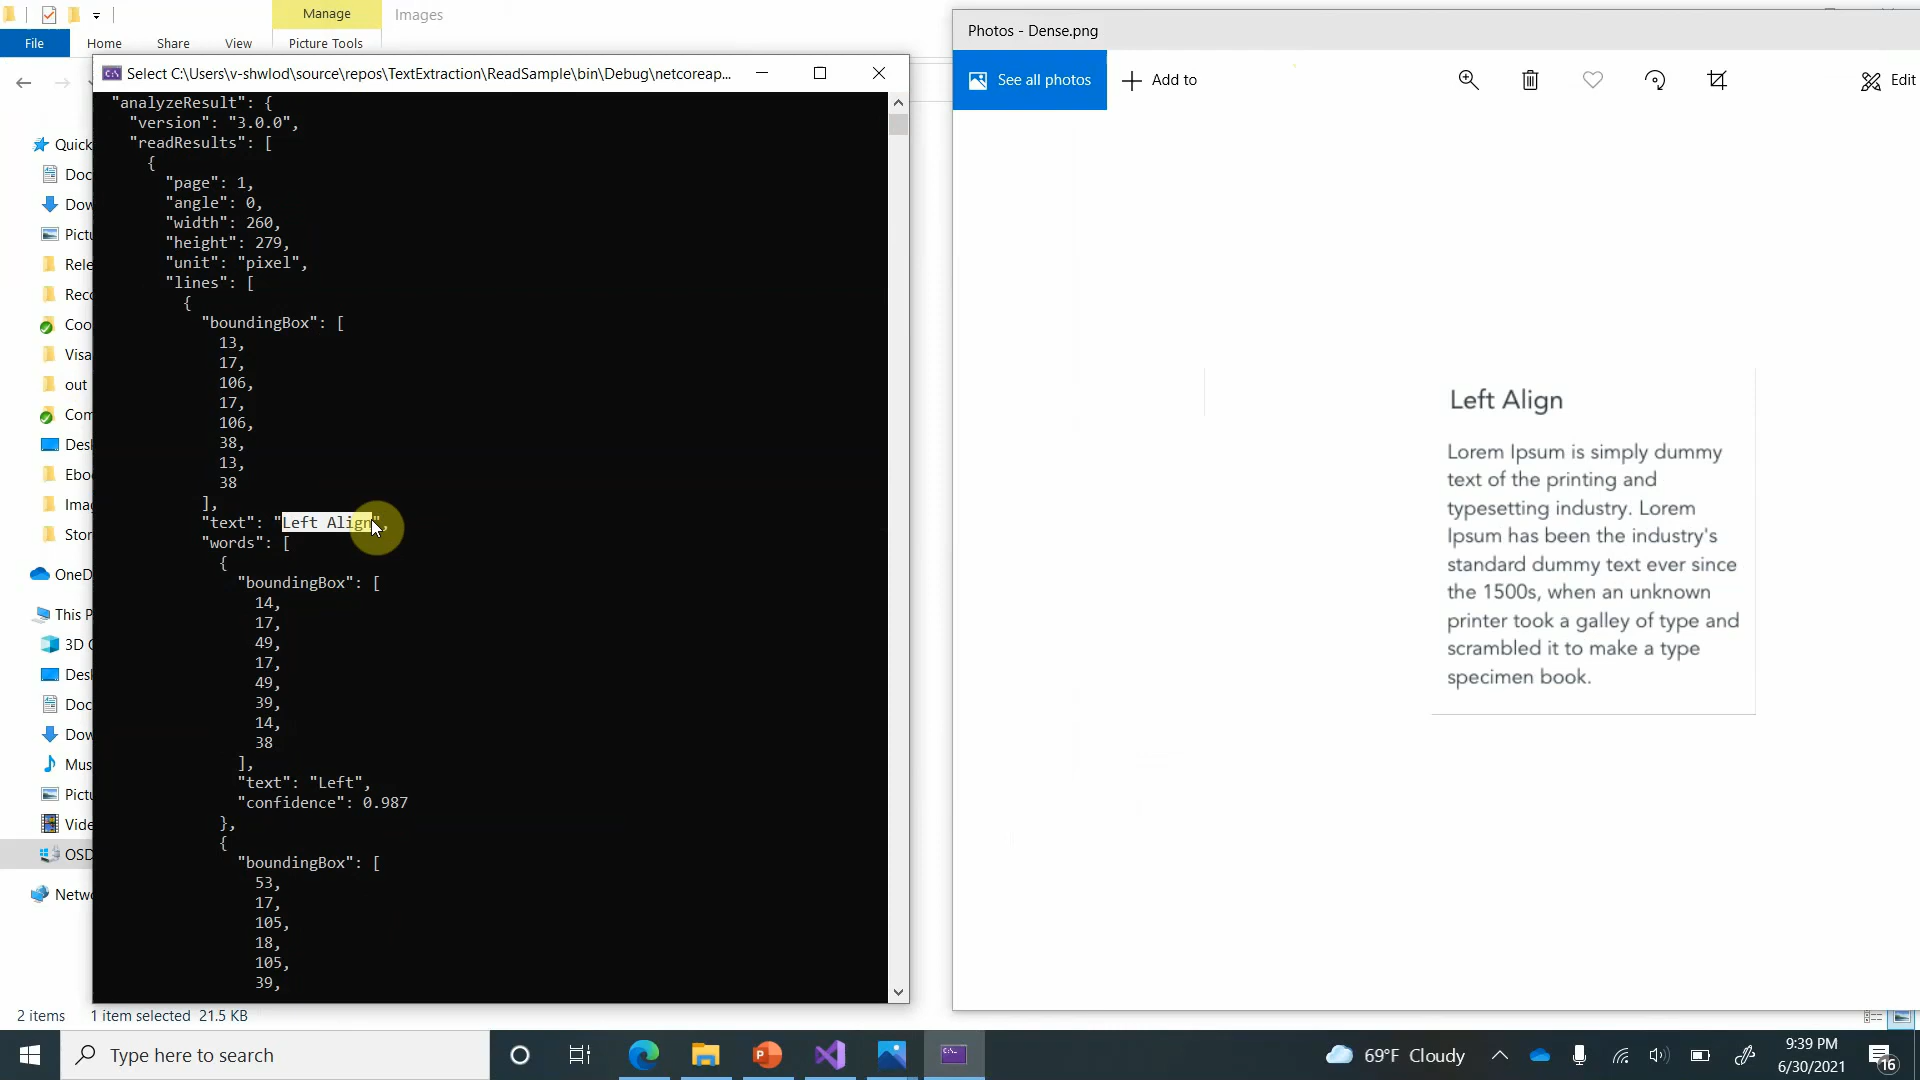 Manage
Images
File
Home
Share
View
Picture Tools
Select C:\Users\v-shwlod\source\repos\TextExtraction\ReadSample\bin\Debug\netcoreap...
"analyzeResult": {
"version": "3.0.0",
"readResults": [
{
"page": 1,
"angle": 0,
"width": 260,
"height": 279,
"unit": "pixel",
"lines": [
{
"boundingBox": [
13,
17,
106,
17,
106,
38,
13,
38
],
"text": "Left Align",
"words": [
{
"boundingBox": [
14,
17,
49,
17,
49,
39,
14,
38
],
"text": "Left",
"confidence": 0.987
},
{
"boundingBox": [
53,
17,
105,
18,
105,
39,
Quick
Doc
Dow
Pictu
Rele
Reco
Coo
Visa
out
Com
Desk
Ebo
Imag
Stor
OneD
This P
3D O
Desk
Doc
Dow
Mus
Pictu
Vide
OSD
Netwo
2 items
1 item selected 21.5 KB
Photos - Dense.png
See all photos
Add to
Edit
Left Align
Lorem Ipsum is simply dummy
text of the printing and
typesetting industry. Lorem
Ipsum has been the industry's
standard dummy text ever since
the 1500s, when an unknown
printer took a galley of type and
scrambled it to make a type
specimen book.
Type here to search
69°F Cloudy
9:39 PM
6/30/2021
16